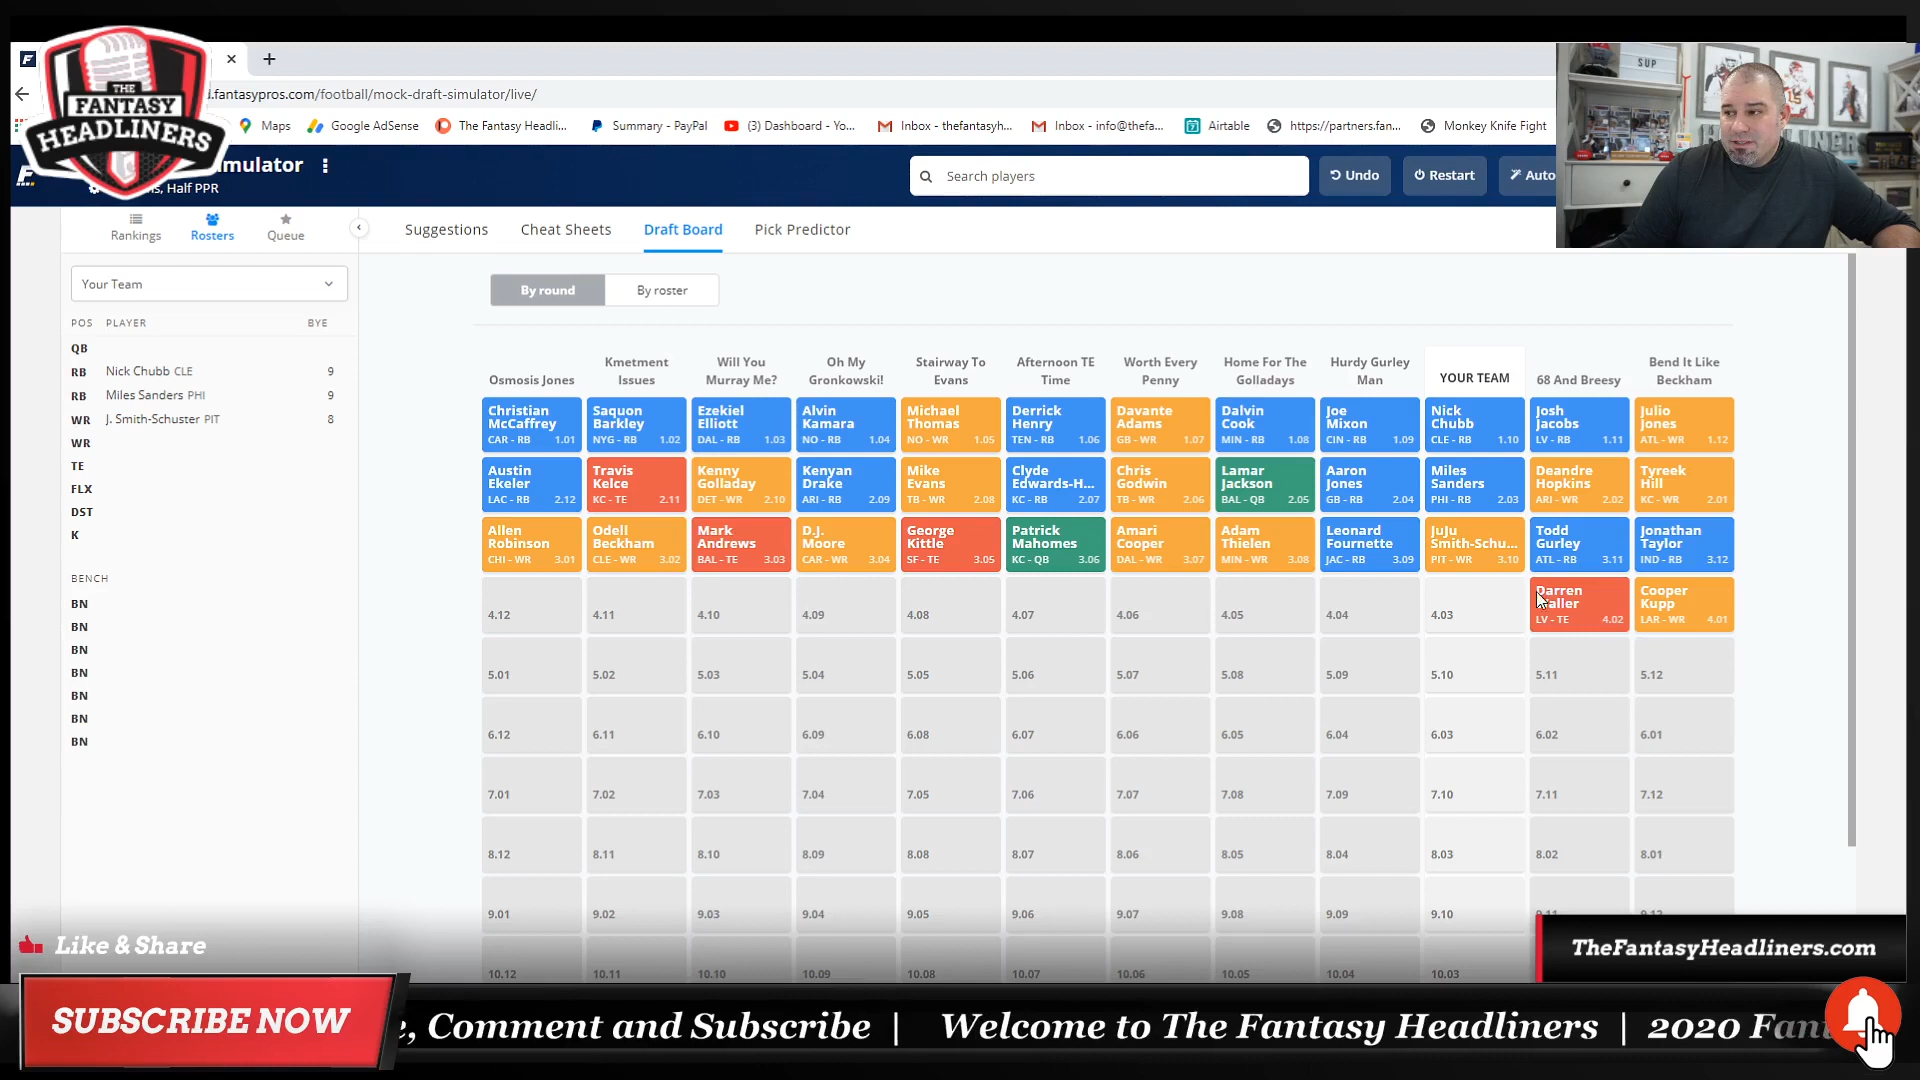 THE
FANTASY
HEADLINERS
SUP
.fantasypros.com/football/mock-draft-simulator/live/
Maps
Google AdSense
The Fantasy Headli...
Summary - PayPal
(3) Dashboard - Yo...
Inbox - thefantasyh...
Inbox - info@thefa...
Airtable
https://partners.fan...
Monkey Knife Fight
mulator
Search players
Undo
Restart
Auto
Half PPR
Rankings
Rosters
Queue
Suggestions
Cheat Sheets
Draft Board
Pick Predictor
Your Team
By round
By roster
POS PLAYER BYE
QB
RB Nick Chubb CLE 9
RB Miles Sanders PHI 9
WR J. Smith-Schuster PIT 8
WR
TE
FLX
DST
K
BENCH
BN
BN
BN
BN
BN
BN
BN
Osmosis Jones
Kmetment Issues
Will You Murray Me?
Oh My Gronkowski!
Stairway To Evans
Afternoon TE Time
Worth Every Penny
Home For The Golladays
Hurdy Gurley Man
YOUR TEAM
68 And Breesy
Bend It Like Beckham
Christian McCaffrey CAR - RB 1.01
Saquon Barkley NYG - RB 1.02
Ezekiel Elliott DAL - RB 1.03
Alvin Kamara NO - RB 1.04
Michael Thomas NO - WR 1.05
Derrick Henry TEN - RB 1.06
Davante Adams GB - WR 1.07
Dalvin Cook MIN - RB 1.08
Joe Mixon CIN - RB 1.09
Nick Chubb CLE - RB 1.10
Josh Jacobs LV - RB 1.11
Julio Jones ATL - WR 1.12
Austin Ekeler LAC - RB 2.12
Travis Kelce KC - TE 2.11
Kenny Golladay DET - WR 2.10
Kenyan Drake ARI - RB 2.09
Mike Evans TB - WR 2.08
Clyde Edwards-H... KC - RB 2.07
Chris Godwin TB - WR 2.06
Lamar Jackson BAL - QB 2.05
Aaron Jones GB - RB 2.04
Miles Sanders PHI - RB 2.03
Deandre Hopkins ARI - WR 2.02
Tyreek Hill KC - WR 2.01
Allen Robinson CHI - WR 3.01
Odell Beckham CLE - WR 3.02
Mark Andrews BAL - TE 3.03
D.J. Moore CAR - WR 3.04
George Kittle SF - TE 3.05
Patrick Mahomes KC - QB 3.06
Amari Cooper DAL - WR 3.07
Adam Thielen MIN - WR 3.08
Leonard Fournette JAC - RB 3.09
JuJu Smith-Schu... PIT - WR 3.10
Todd Gurley ATL - RB 3.11
Jonathan Taylor IND - RB 3.12
4.12 4.11 4.10 4.09 4.08 4.07 4.06 4.05 4.04 4.03
Darren aller LV - TE 4.02
Cooper Kupp LAR - WR 4.01
5.01 5.02 5.03 5.04 5.05 5.06 5.07 5.08 5.09 5.10 5.11 5.12
6.12 6.11 6.10 6.09 6.08 6.07 6.06 6.05 6.04 6.03 6.02 6.01
7.01 7.02 7.03 7.04 7.05 7.06 7.07 7.08 7.09 7.10 7.11 7.12
8.12 8.11 8.10 8.09 8.08 8.07 8.06 8.05 8.04 8.03 8.02 8.01
9.01 9.02 9.03 9.04 9.05 9.06 9.07 9.08 9.09 9.10
10.12 10.11 10.10 10.09 10.08 10.07 10.06 10.05 10.04 10.03
Like & Share
TheFantasyHeadliners.com
SUBSCRIBE NOW
, Comment and Subscribe | Welcome to The Fantasy Headliners | 2020 Fan